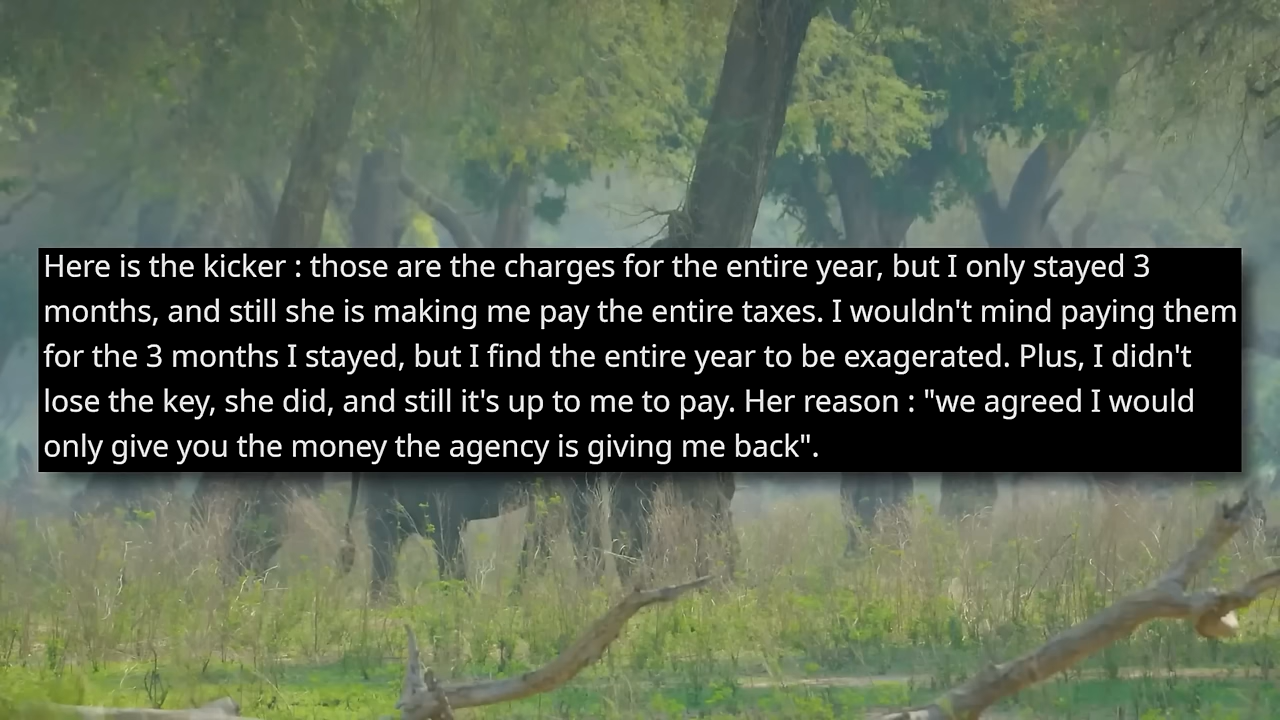 Here is the kicker : those are the charges for the entire year, but I only stayed 3
months, and still she is making me pay the entire taxes. I wouldn't mind paying them
for the 3 months I stayed, but I find the entire year to be exagerated. Plus, I didn't
lose the key, she did, and still it's up to me to pay. Her reason : "we agreed I would
only give you the money the agency is giving me back".